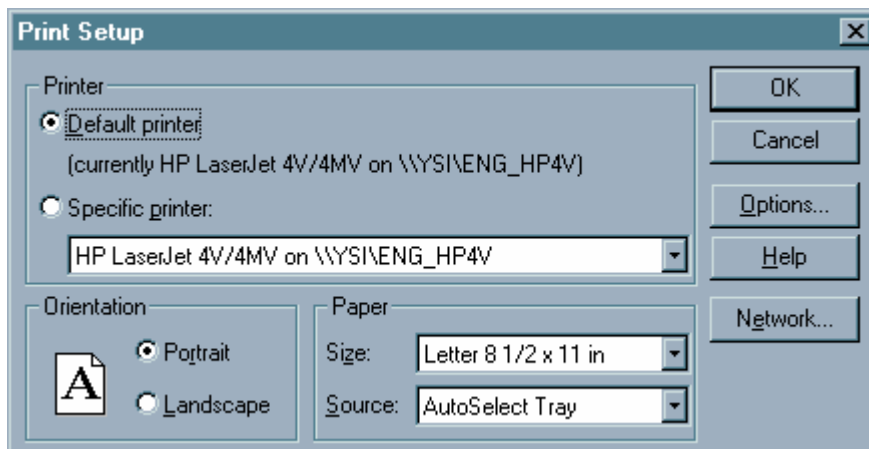 Print Setup
Printer
Default printer
(currently HP LaserJet 4V/4MV on \\YSI\ENG_HP4V)
Specific printer:
HP LaserJet 4V/4MV on \\YSI\ENG_HP4V
OK
Cancel
Options...
Help
Network...
Orientation
A
Portrait
Landscape
Paper
Size:
Letter 8 1/2 x 11 in
Source:
AutoSelect Tray